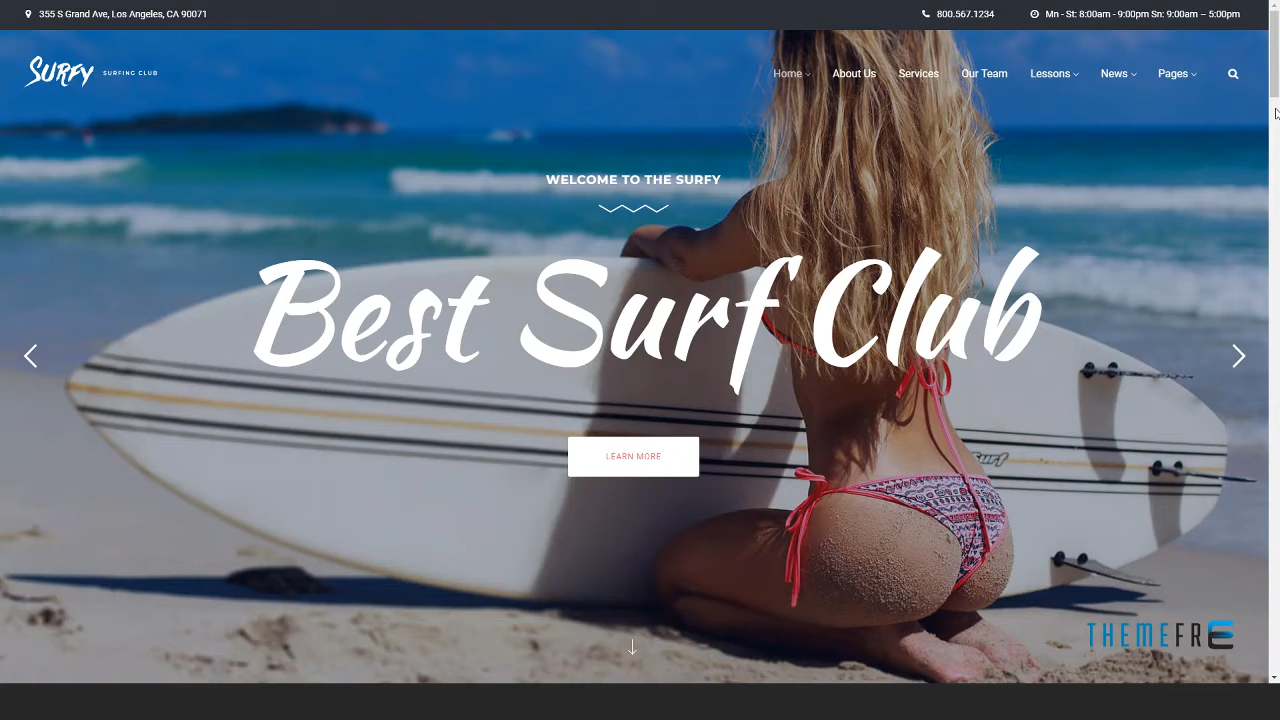 355 S Grand Ave, Los Angeles, CA 90071
800.567.1234
Mn - St: 8:00am - 9:00pm Sn: 9:00am – 5:00pm
SURFY SURFING CLUB
Home
About Us
Services
Our Team
Lessons
News
Pages
WELCOME TO THE SURFY
Best Surf Club
Surf
LEARN MORE
THEMEFRE